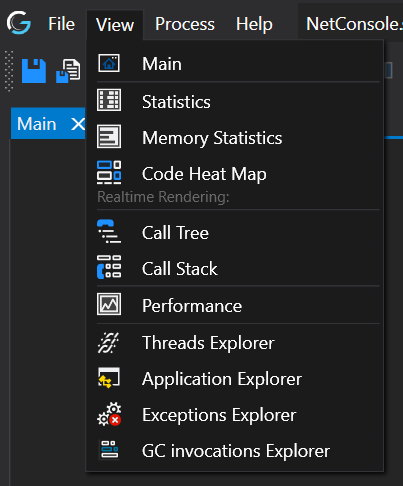 File View Process Help NetConsole.
Main
Statistics
Memory Statistics
Main
Code Heat Map
Realtime Rendering:
Call Tree
Call Stack
Performance
Threads Explorer
Application Explorer
Exceptions Explorer
GC invocations Explorer